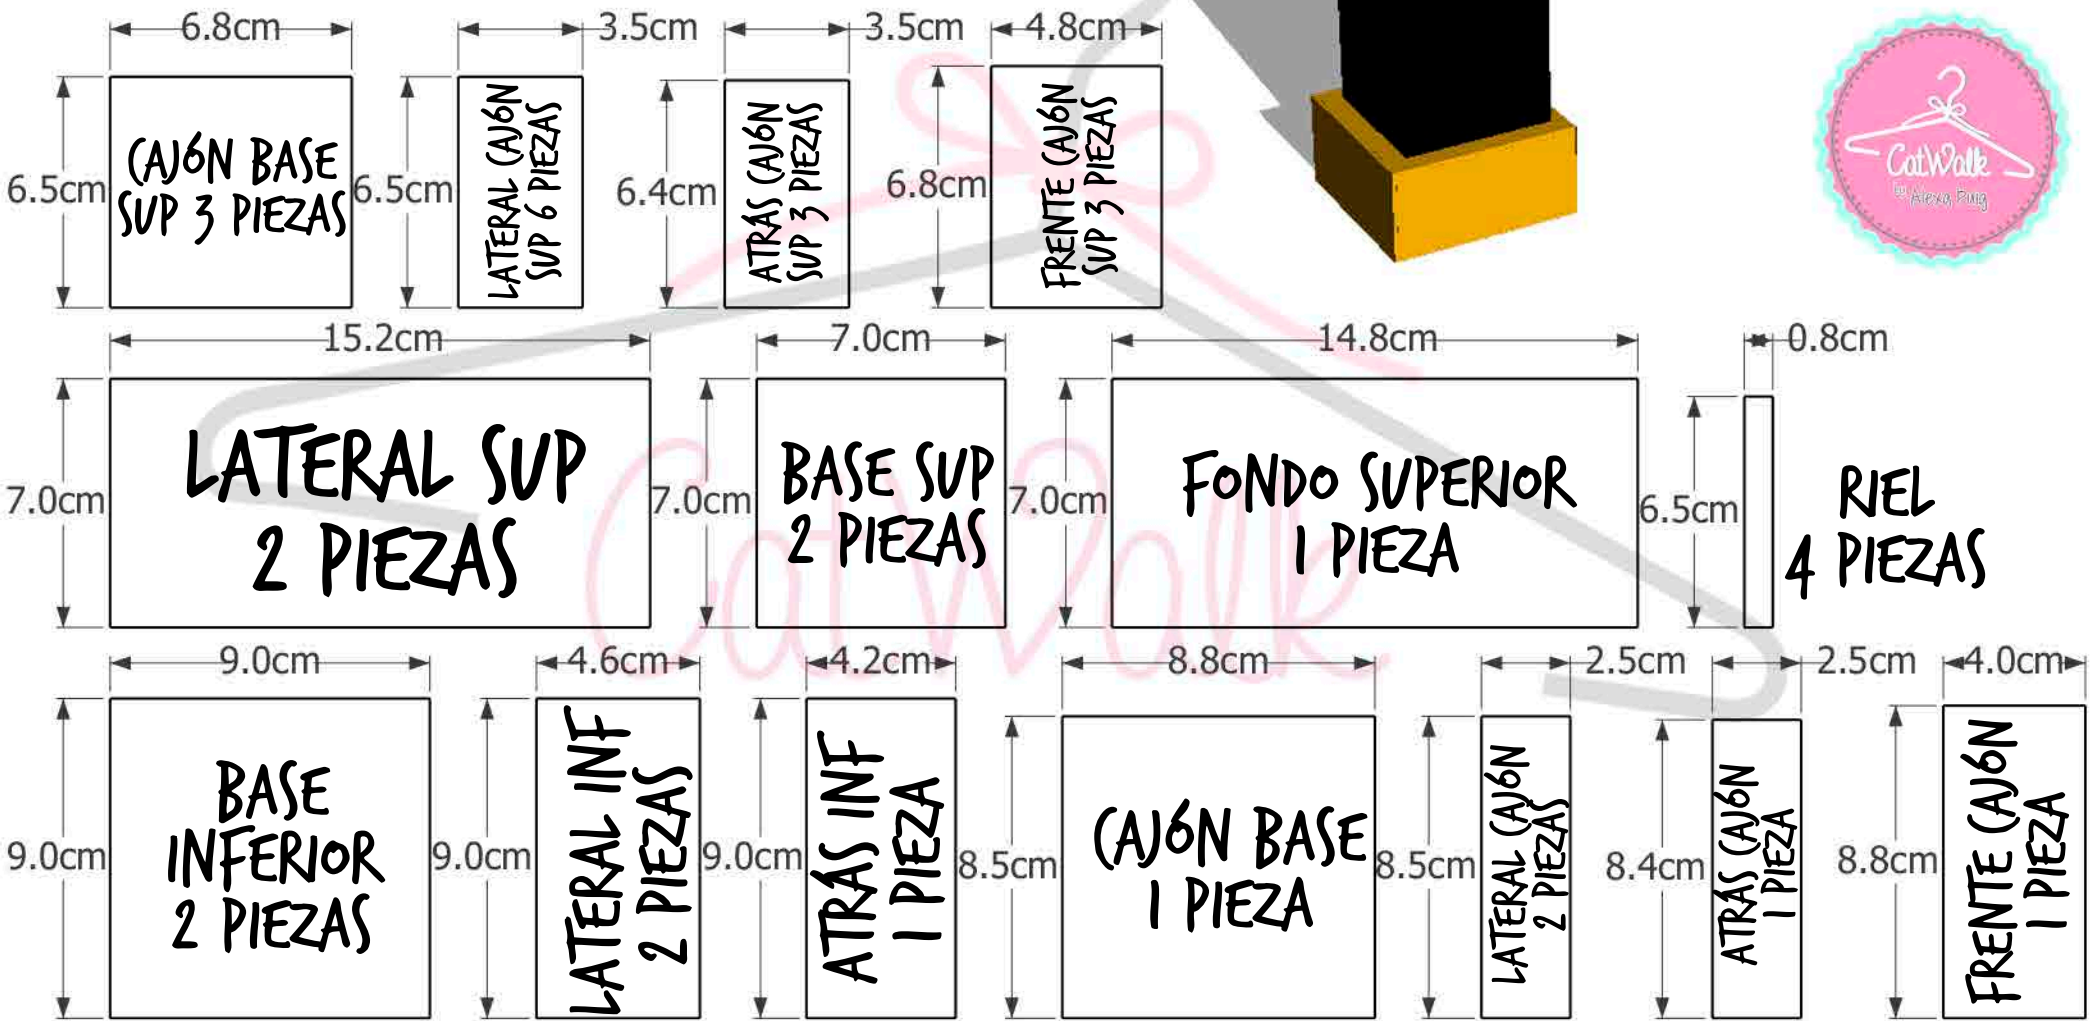 6.8cm
3.5cm
3.5cm
4.8cm
6.5cm
CAJÓN BASE
SUP 3 PIEZAS
6.5cm
LATERAL CAJÓN
SUP 6 PIEZAS
6.4cm
ATRÁS CAJÓN
SUP 3 PIEZAS
6.8cm
FRENTE CAJÓN
SUP 3 PIEZAS
CatWalk
by Alexa Puig
15.2cm
7.0cm
14.8cm
0.8cm
7.0cm
LATERAL SUP
2 PIEZAS
7.0cm
BASE SUP
2 PIEZAS
7.0cm
FONDO SUPERIOR
1 PIEZA
6.5cm
RIEL
4 PIEZAS
CatWalk
9.0cm
4.6cm
4.2cm
8.8cm
2.5cm
2.5cm
4.0cm
9.0cm
BASE
INFERIOR
2 PIEZAS
9.0cm
LATERAL INF
2 PIEZAS
9.0cm
ATRÁS INF
1 PIEZA
8.5cm
CAJÓN BASE
1 PIEZA
8.5cm
LATERAL CAJÓN
2 PIEZAS
8.4cm
ATRÁS CAJÓN
1 PIEZA
8.8cm
FRENTE CAJÓN
1 PIEZA